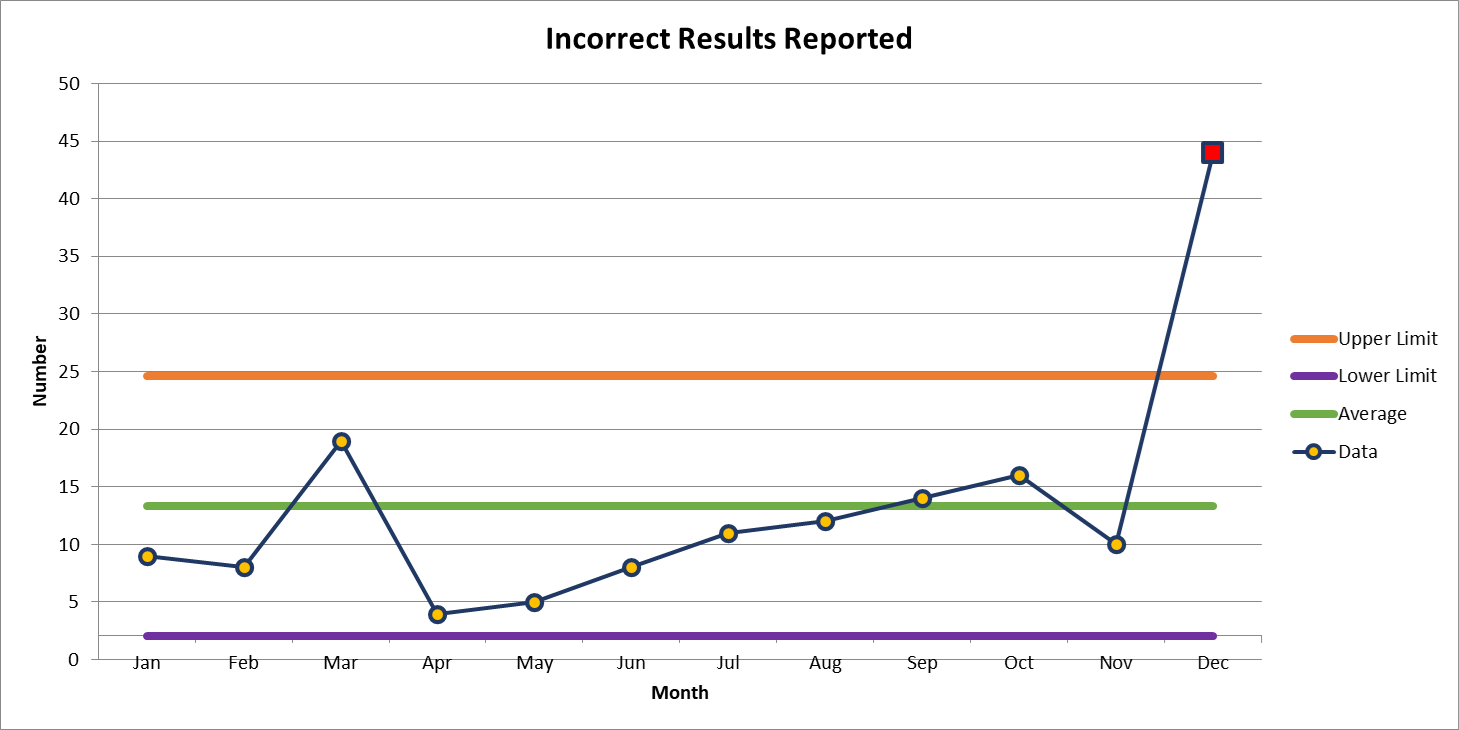 Incorrect Results Reported
50
45
40
35
30
25
20
15
10
5
0
Number
Jan Feb Mar Apr May Jun Jul Aug Sep Oct Nov Dec
Month
Upper Limit
Lower Limit
Average
Data